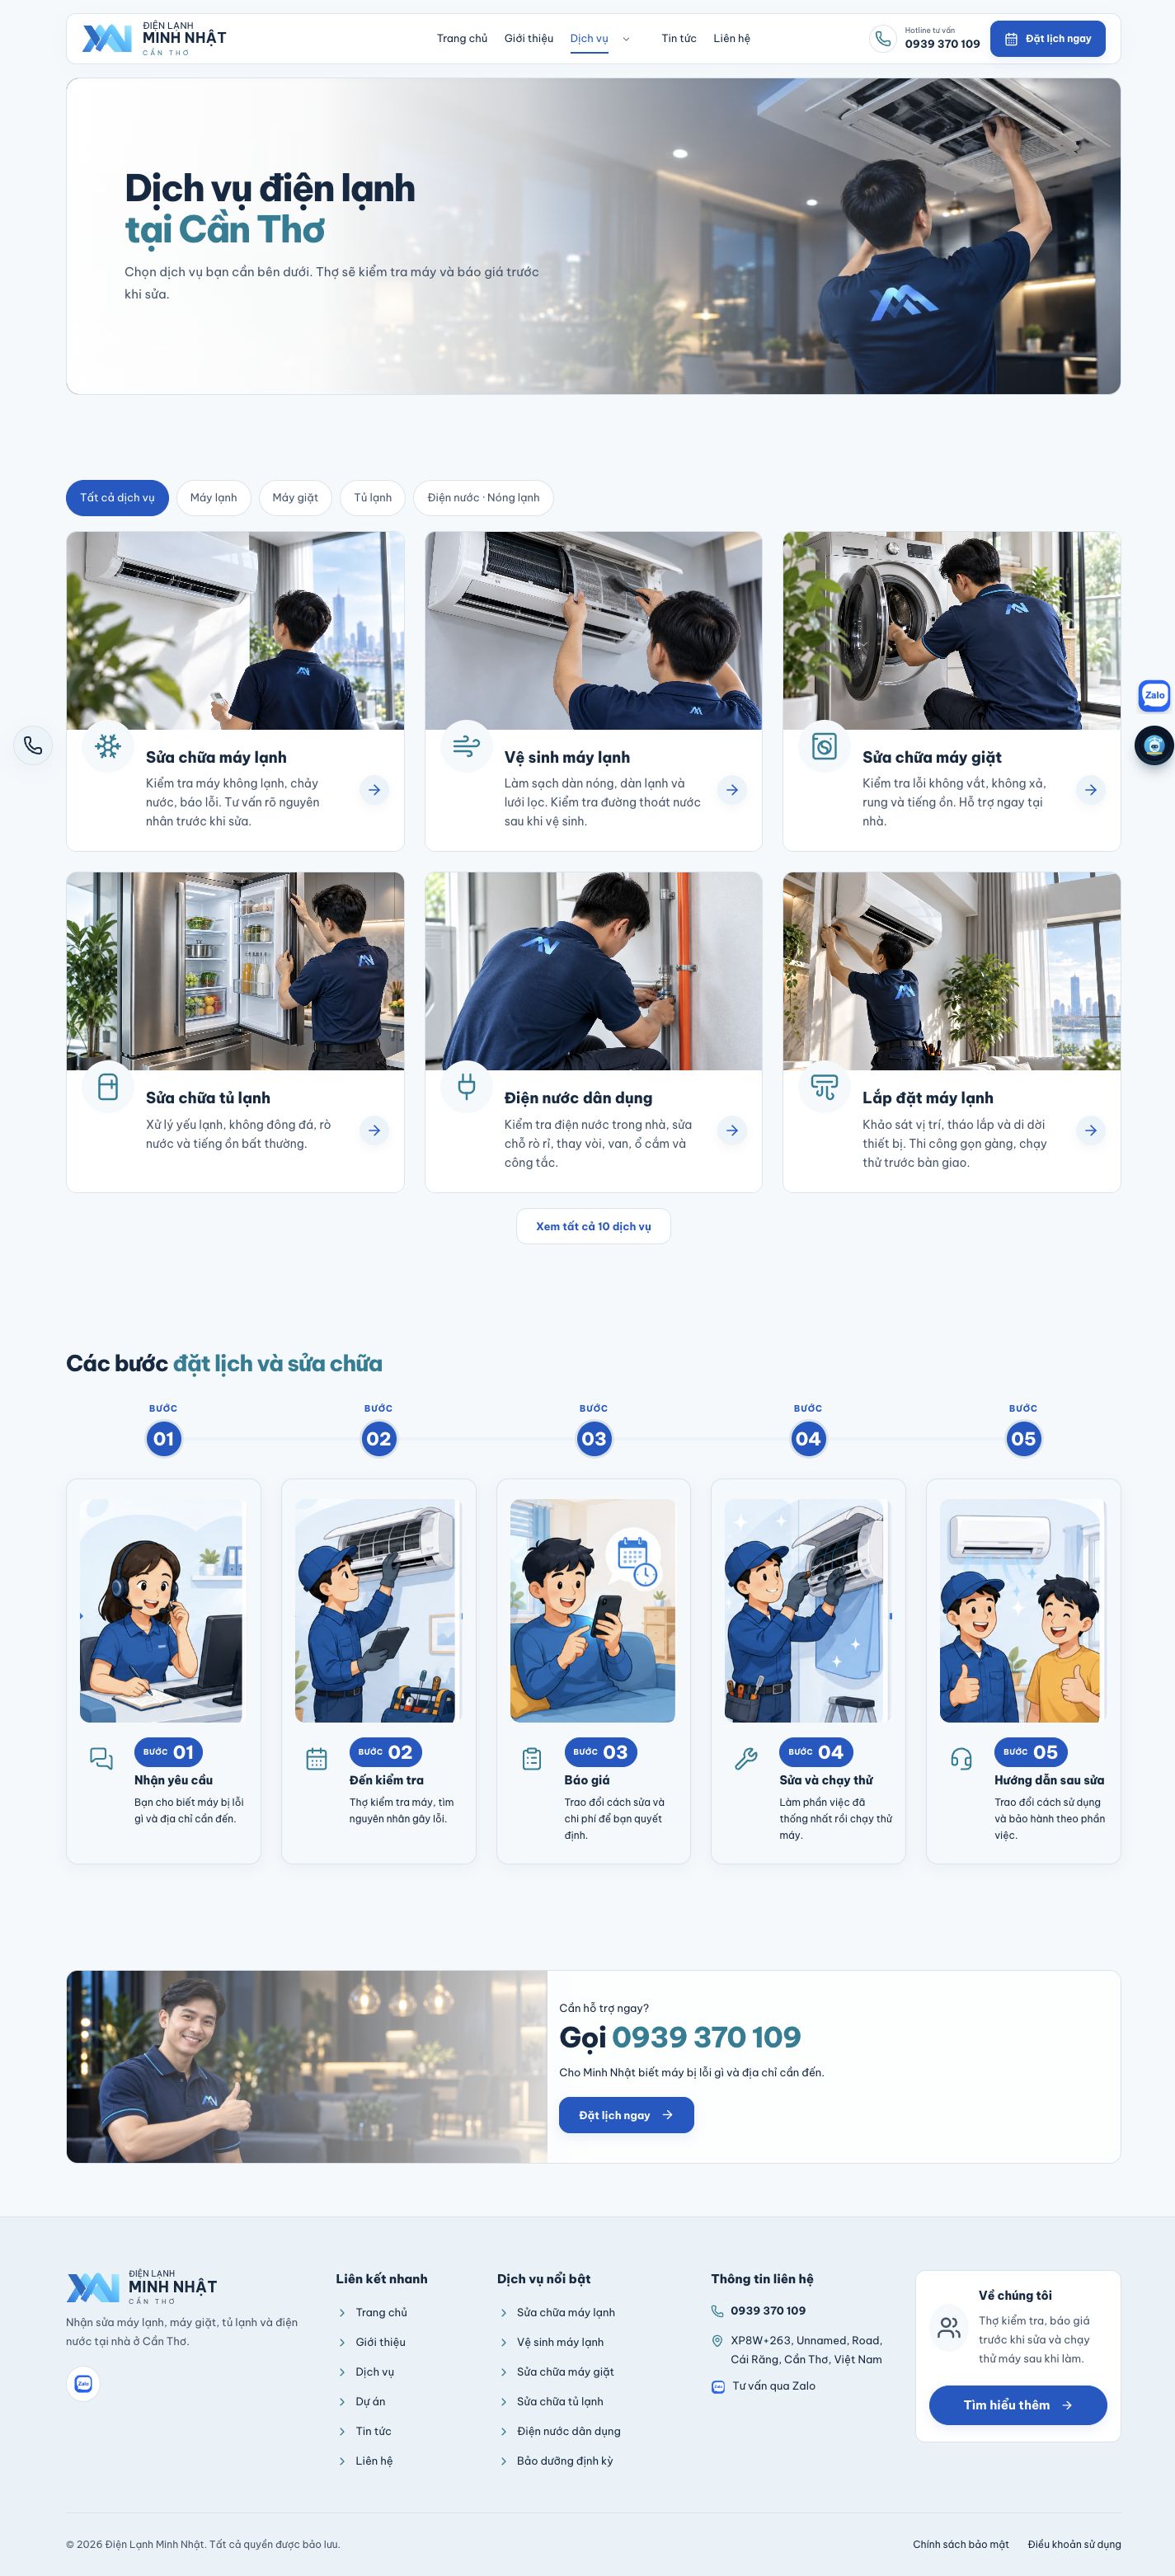 ĐIỆN LẠNH
MINH NHẬT
CẦN THƠ
Trang chủ
Giới thiệu
Dịch vụ
Tin tức
Liên hệ
Hotline tư vấn
0939 370 109
Đặt lịch ngay
Dịch vụ điện lạnh
tại Cần Thơ
Chọn dịch vụ bạn cần bên dưới. Thợ sẽ kiểm tra máy và báo giá trước
khi sửa.
Tất cả dịch vụ
Máy lạnh
Máy giặt
Tủ lạnh
Điện nước · Nóng lạnh
Zalo
Sửa chữa máy lạnh
Kiểm tra máy không lạnh, chảy
nước, báo lỗi. Tư vấn rõ nguyên
nhân trước khi sửa.
Vệ sinh máy lạnh
Làm sạch dàn nóng, dàn lạnh và
lưới lọc. Kiểm tra đường thoát nước
sau khi vệ sinh.
Sửa chữa máy giặt
Kiểm tra lỗi không vắt, không xả,
rung và tiếng ồn. Hỗ trợ ngay tại
nhà.
Sửa chữa tủ lạnh
Xử lý yếu lạnh, không đông đá, rò
nước và tiếng ồn bất thường.
Điện nước dân dụng
Kiểm tra điện nước trong nhà, sửa
chỗ rò rỉ, thay vòi, van, ổ cắm và
công tắc.
Lắp đặt máy lạnh
Khảo sát vị trí, tháo lắp và di dời
thiết bị. Thi công gọn gàng, chạy
thử trước bàn giao.
Xem tất cả 10 dịch vụ
Các bước đặt lịch và sửa chữa
BƯỚC
01
BƯỚC
02
BƯỚC
03
BƯỚC
04
BƯỚC
05
BƯỚC 01
Nhận yêu cầu
Bạn cho biết máy bị lỗi
gì và địa chỉ cần đến.
BƯỚC 02
Đến kiểm tra
Thợ kiểm tra máy, tìm
nguyên nhân gây lỗi.
BƯỚC 03
Báo giá
Trao đổi cách sửa và
chi phí để bạn quyết
định.
BƯỚC 04
Sửa và chạy thử
Làm phần việc đã
thống nhất rồi chạy thử
máy.
BƯỚC 05
Hướng dẫn sau sửa
Trao đổi cách sử dụng
và bảo hành theo phần
việc.
Cần hỗ trợ ngay?
Gọi 0939 370 109
Cho Minh Nhật biết máy bị lỗi gì và địa chỉ cần đến.
Đặt lịch ngay
ĐIỆN LẠNH
MINH NHẬT
CẦN THƠ
Nhận sửa máy lạnh, máy giặt, tủ lạnh và điện
nước tại nhà ở Cần Thơ.
Zalo
Liên kết nhanh
Trang chủ
Giới thiệu
Dịch vụ
Dự án
Tin tức
Liên hệ
Dịch vụ nổi bật
Sửa chữa máy lạnh
Vệ sinh máy lạnh
Sửa chữa máy giặt
Sửa chữa tủ lạnh
Điện nước dân dụng
Bảo dưỡng định kỳ
Thông tin liên hệ
0939 370 109
XP8W+263, Unnamed, Road,
Cái Răng, Cần Thơ, Việt Nam
Zalo
Tư vấn qua Zalo
Về chúng tôi
Thợ kiểm tra, báo giá
trước khi sửa và chạy
thử máy sau khi làm.
Tìm hiểu thêm
© 2026 Điện Lạnh Minh Nhật. Tất cả quyền được bảo lưu.
Chính sách bảo mật
Điều khoản sử dụng